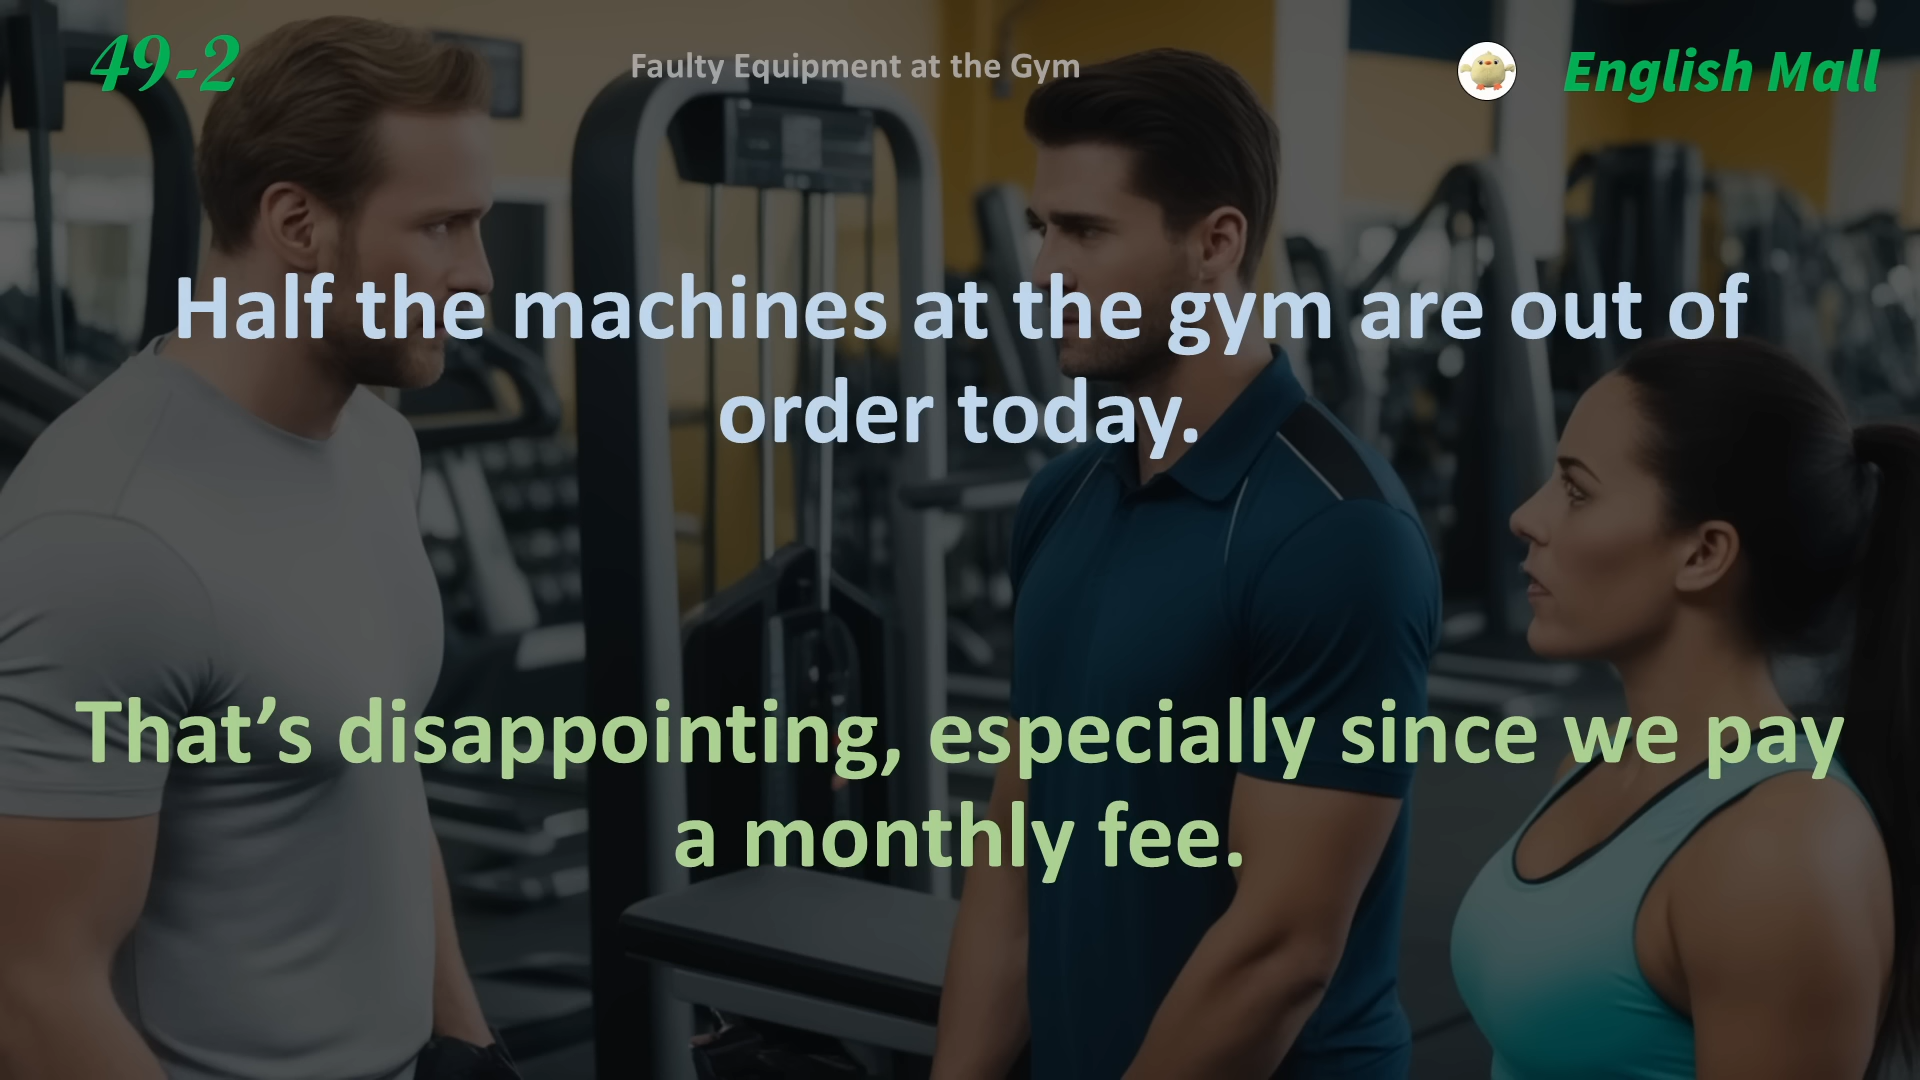 49-2
Faulty Equipment at the Gym
English Mall
Half the machines at the gym are out of
order today.
That’s disappointing, especially since we pay
a monthly fee.